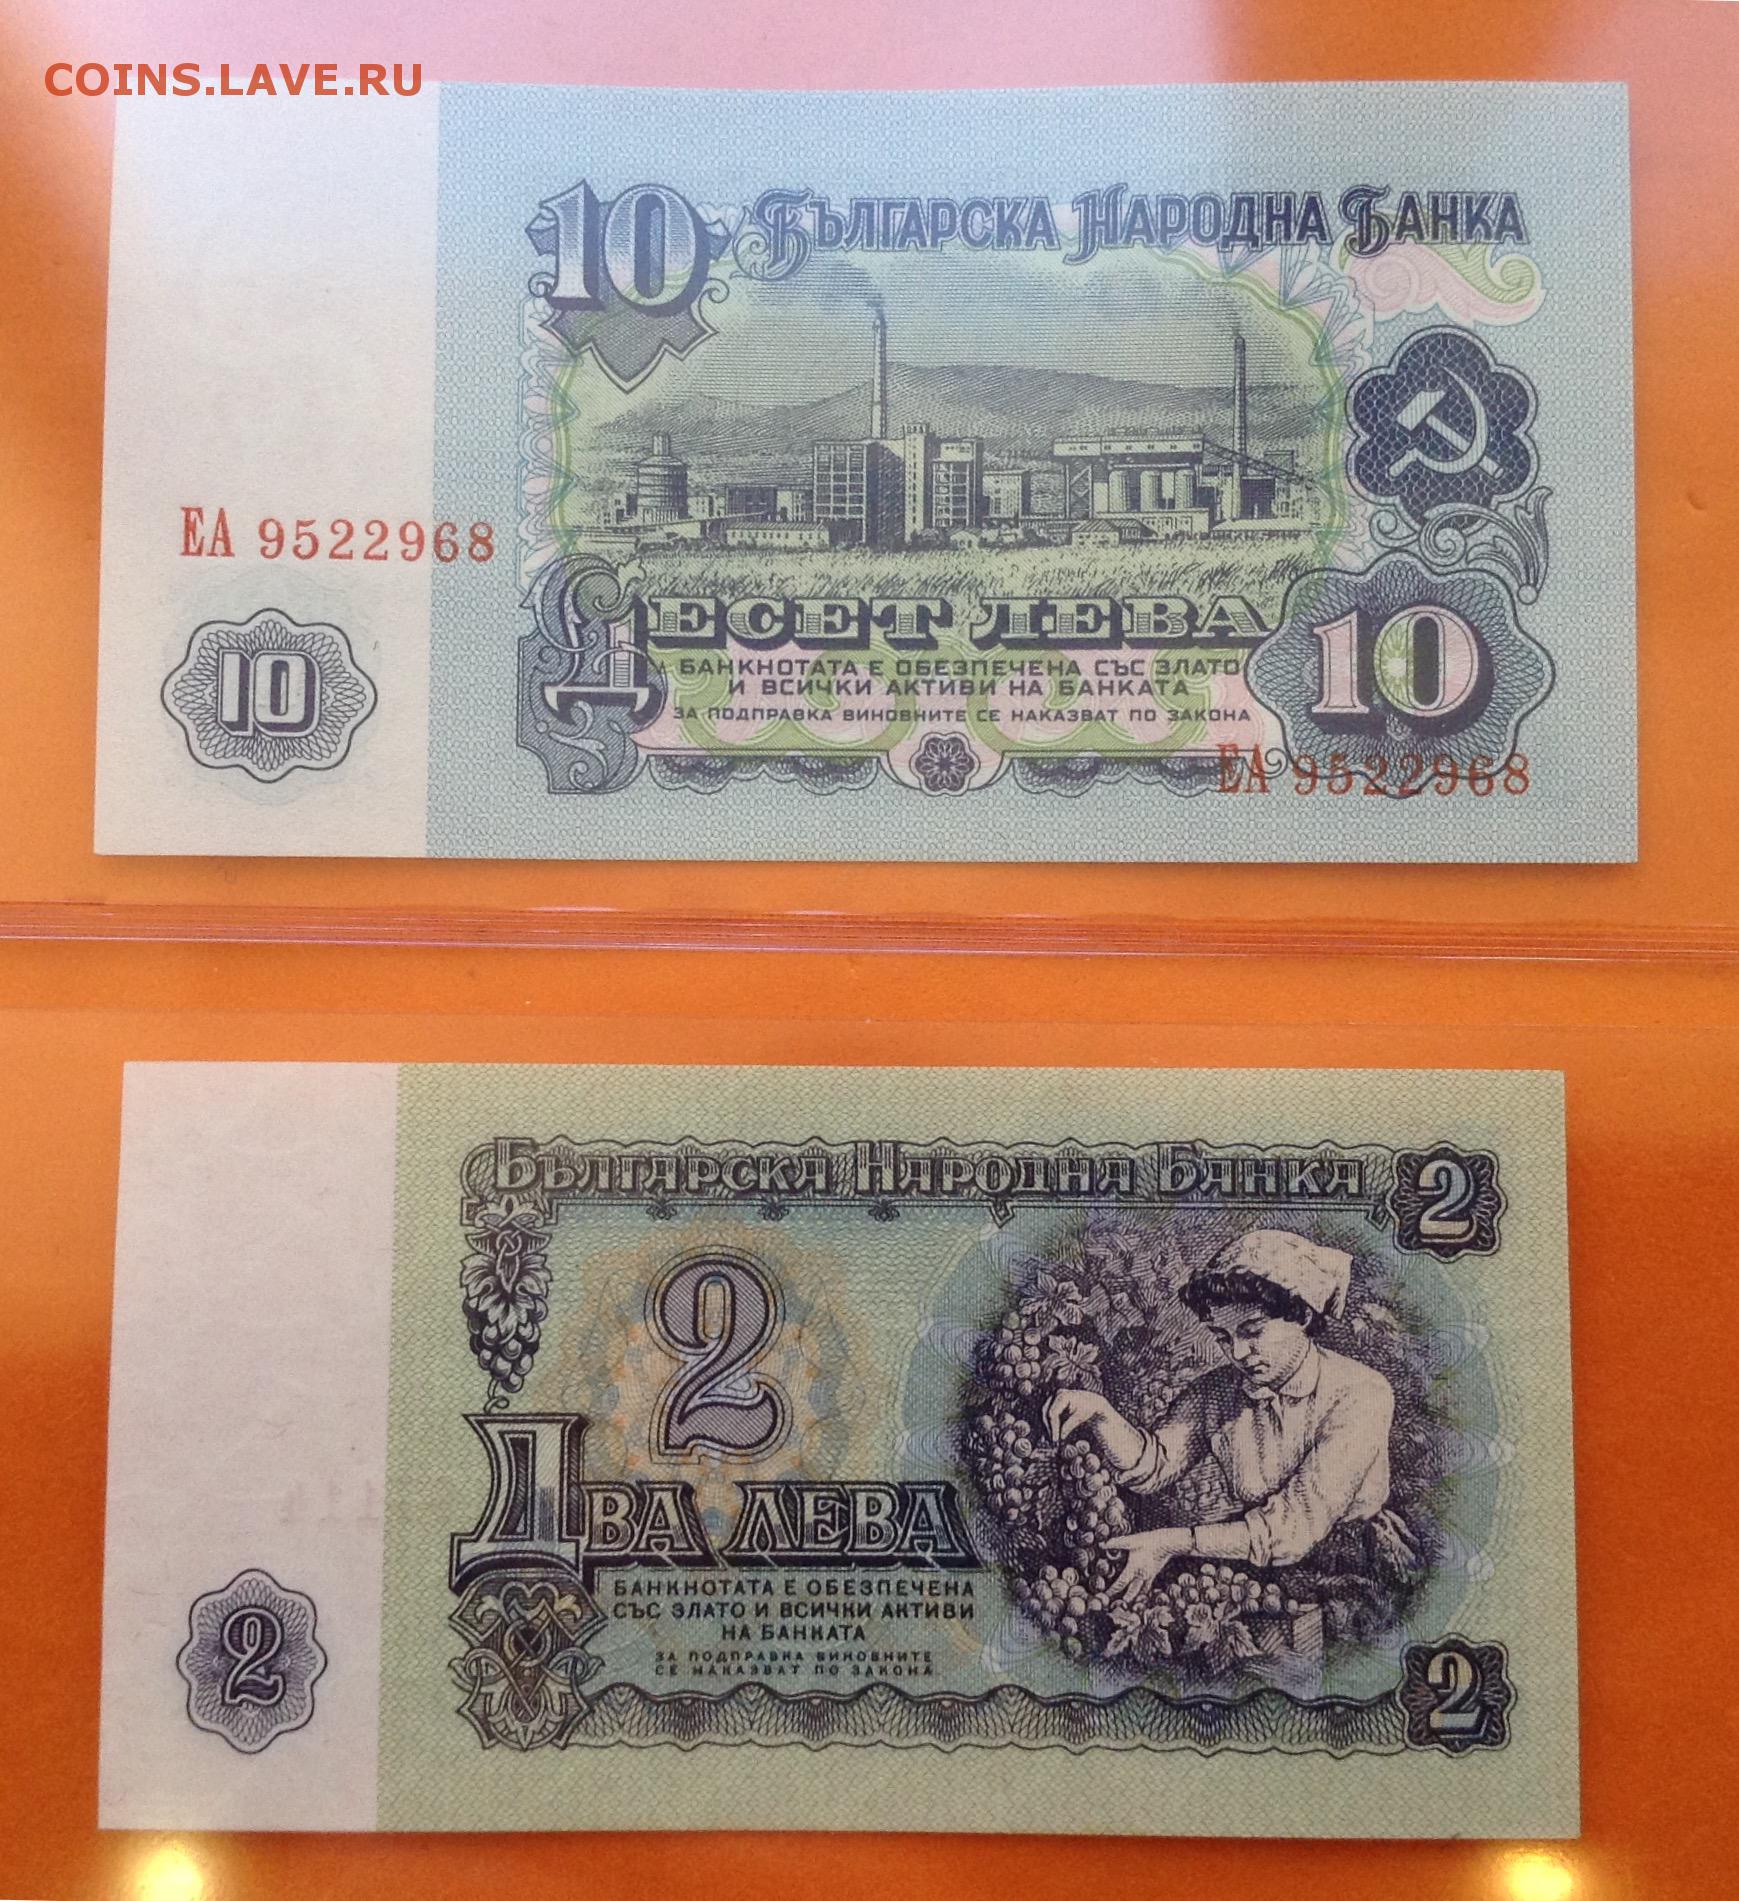 COINS.LAVE.RU
10 БЪЛГАРСКА НАРОДНА БАНКА
ЕА 9522968
10
ДЕСЕТ ЛЕВА
БАНКНОТАТА Е ОБЕЗПЕЧЕНА СЪС ЗЛАТО
И ВСИЧКИ АКТИВИ НА БАНКАТА
ЗА ПОДПРАВКА ВИНОВНИТЕ СЕ НАКАЗВАТ ПО ЗАКОНА
10
ЕА 9522968
БЪЛГАРСКА НАРОДНА БАНКА 2
2
ДВА ЛЕВА
БАНКНОТАТА Е ОБЕЗПЕЧЕНА
СЪС ЗЛАТО И ВСИЧКИ АКТИВИ
НА БАНКАТА
ЗА ПОДПРАВКА ВИНОВНИТЕ
СЕ НАКАЗВАТ ПО ЗАКОНА
2
2